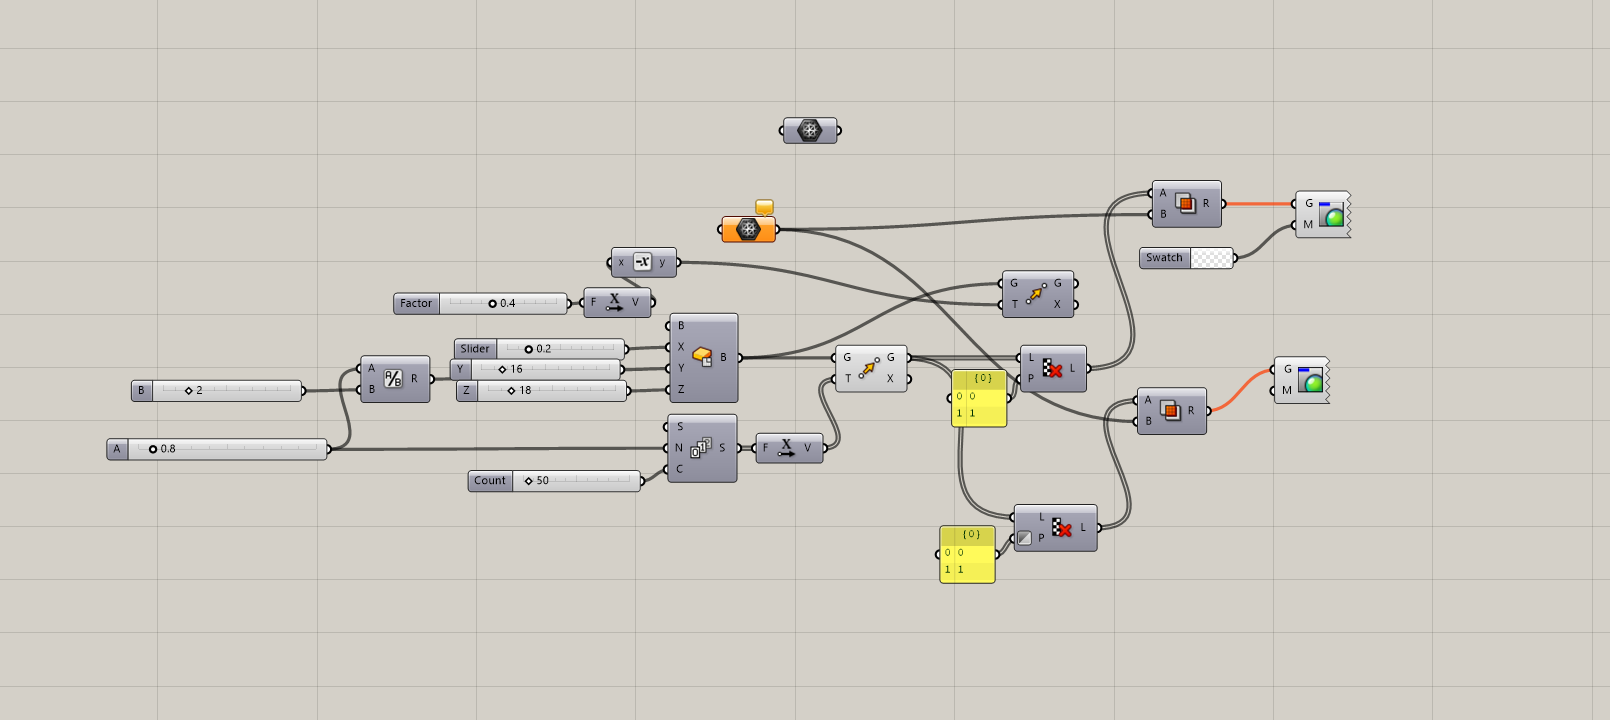 A
B
R
G
M
Swatch
x
-x
y
Factor
0.4
F
X
V
G
T
G
X
B
X
Y
Z
B
Slider
0.2
Y
16
Z
18
A
B
A/B
R
B
2
G
T
G
X
L
P
L
{0}
0 0
1 1
G
M
A
B
R
A
0.8
S
N
C
S
F
X
V
Count
50
L
P
L
{0}
0 0
1 1